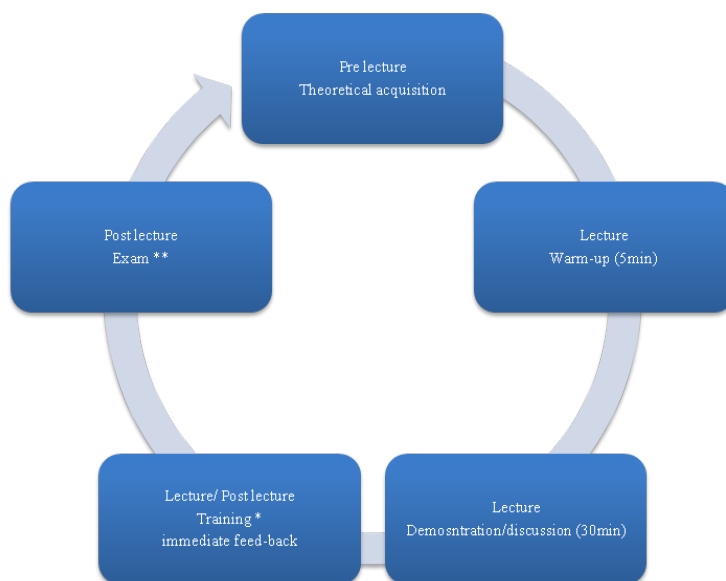 Pre lecture
Theoretical acquisition
Lecture
Warm-up (5min)
Lecture
Demosntration/discussion (30min)
Lecture/ Post lecture
Training *
immediate feed-back
Post lecture
Exam **